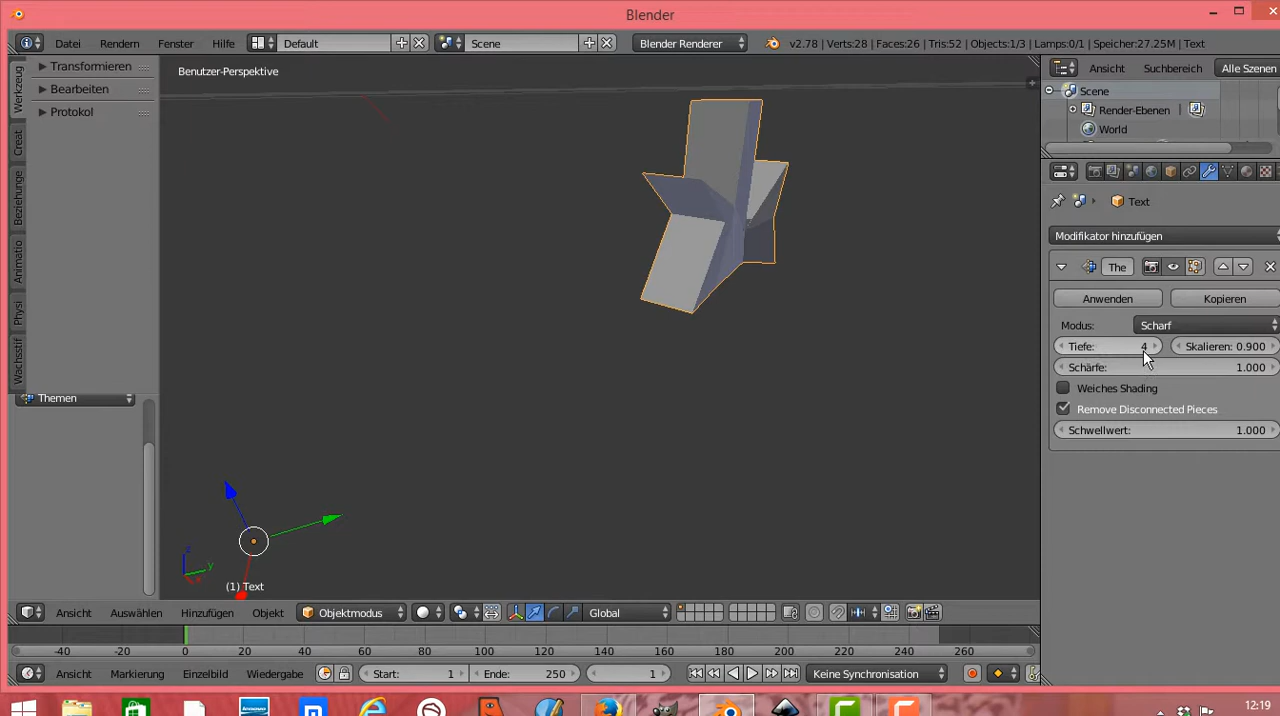 Blender
Datei Rendern Fenster Hilfe Default Scene Blender Renderer v2.78 | Verts:28 | Faces:26 | Tris:52 | Objects:1/3 | Lamps:0/1 | Speicher:27.25M | Text
Transformieren
Bearbeiten
Protokol
Werkzeug
Creat
Beziehunge
Animatio
Physi
Wachsstif
Themen
Benutzer-Perspektive
z
y
x
(1) Text
Ansicht Suchbereich Alle Szenen
Scene
Render-Ebenen
World
Text
Modifikator hinzufügen
The
Anwenden Kopieren
Modus: Scharf
Tiefe: 4 Skalieren: 0.900
Schärfe: 1.000
Weiches Shading
Remove Disconnected Pieces
Schwellwert: 1.000
Ansicht Auswählen Hinzufügen Objekt Objektmodus Global
-40 -20 0 20 40 60 80 100 120 140 160 180 200 220 240 260
Ansicht Markierung Einzelbild Wiedergabe Start: 1 Ende: 250 1 Keine Synchronisation
12:19